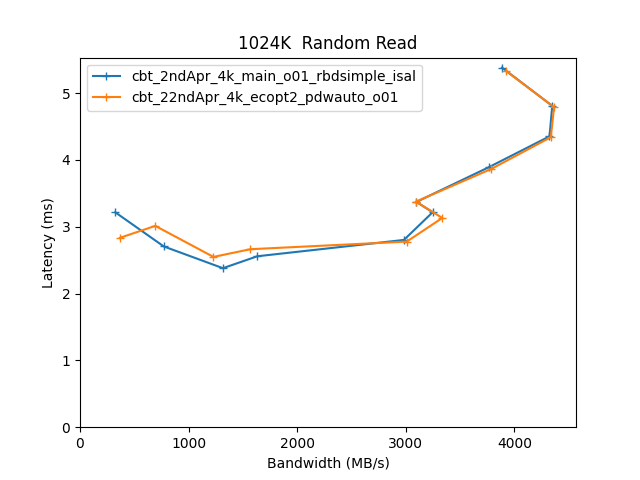 1024K  Random Read
cbt_2ndApr_4k_main_o01_rbdsimple_isal
cbt_22ndApr_4k_ecopt2_pdwauto_o01
Latency (ms)
5
4
3
2
1
0
0 1000 2000 3000 4000
Bandwidth (MB/s)